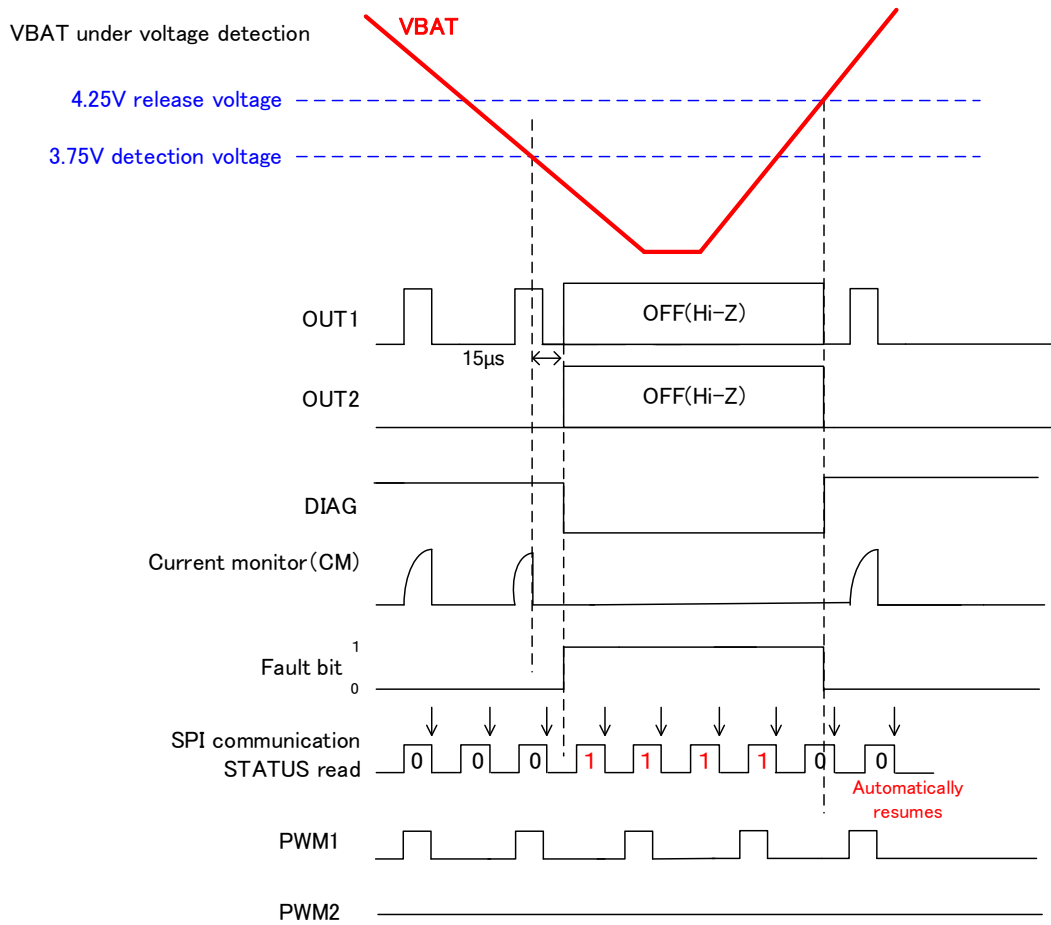 VBAT under voltage detection
VBAT
4.25V release voltage
3.75V detection voltage
OUT1
OFF(Hi-Z)
15μs
OUT2
OFF(Hi-Z)
DIAG
Current monitor(CM)
Fault bit
1
0
SPI communication
STATUS read
0 0 0 1 1 1 1 0 0
Automatically
resumes
PWM1
PWM2